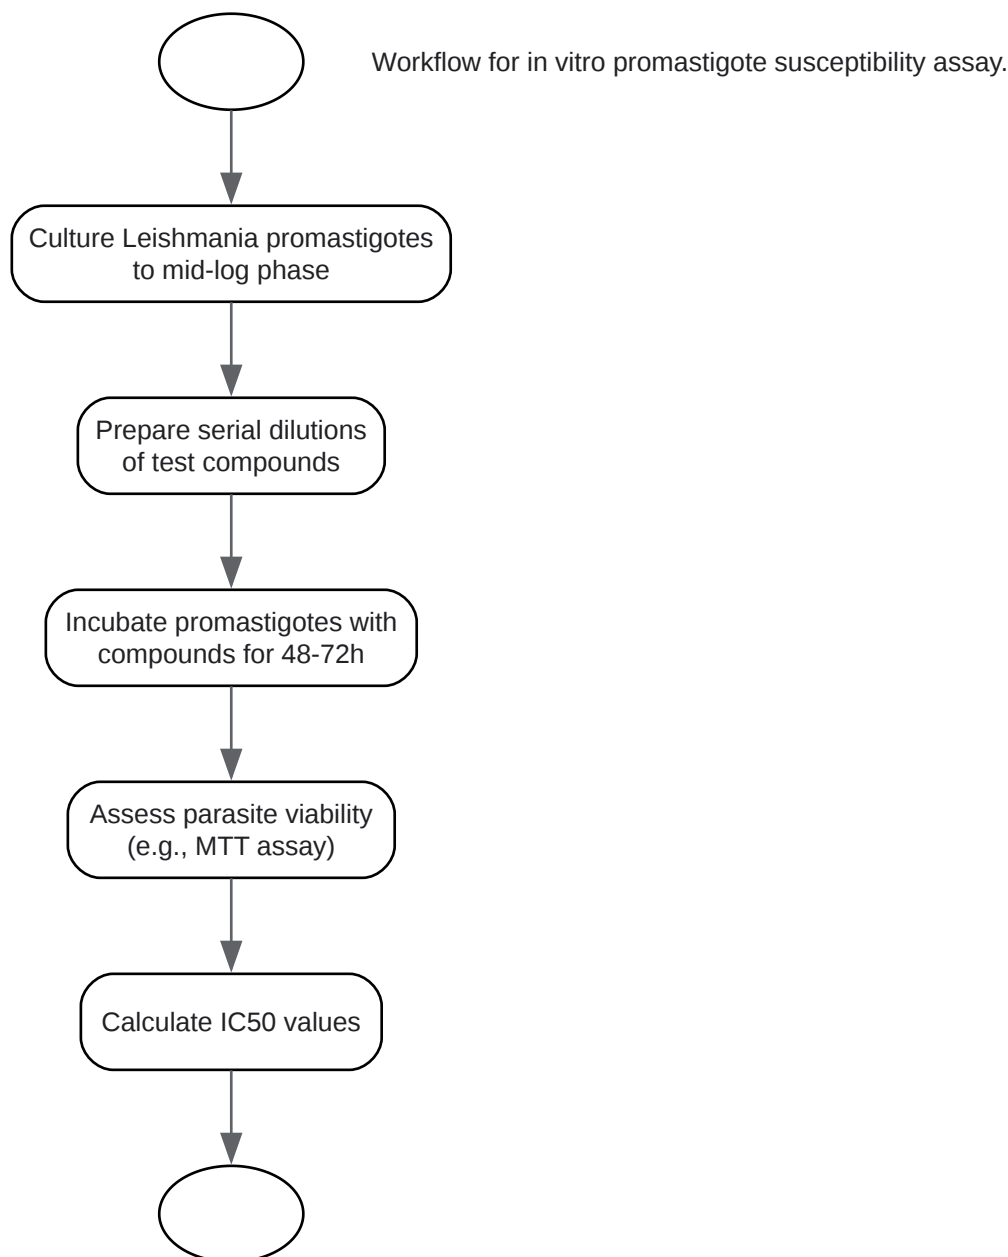 Workflow for in vitro promastigote susceptibility assay.
Culture Leishmania promastigotes
to mid-log phase
Prepare serial dilutions
of test compounds
Incubate promastigotes with
compounds for 48-72h
Assess parasite viability
(e.g., MTT assay)
Calculate IC50 values